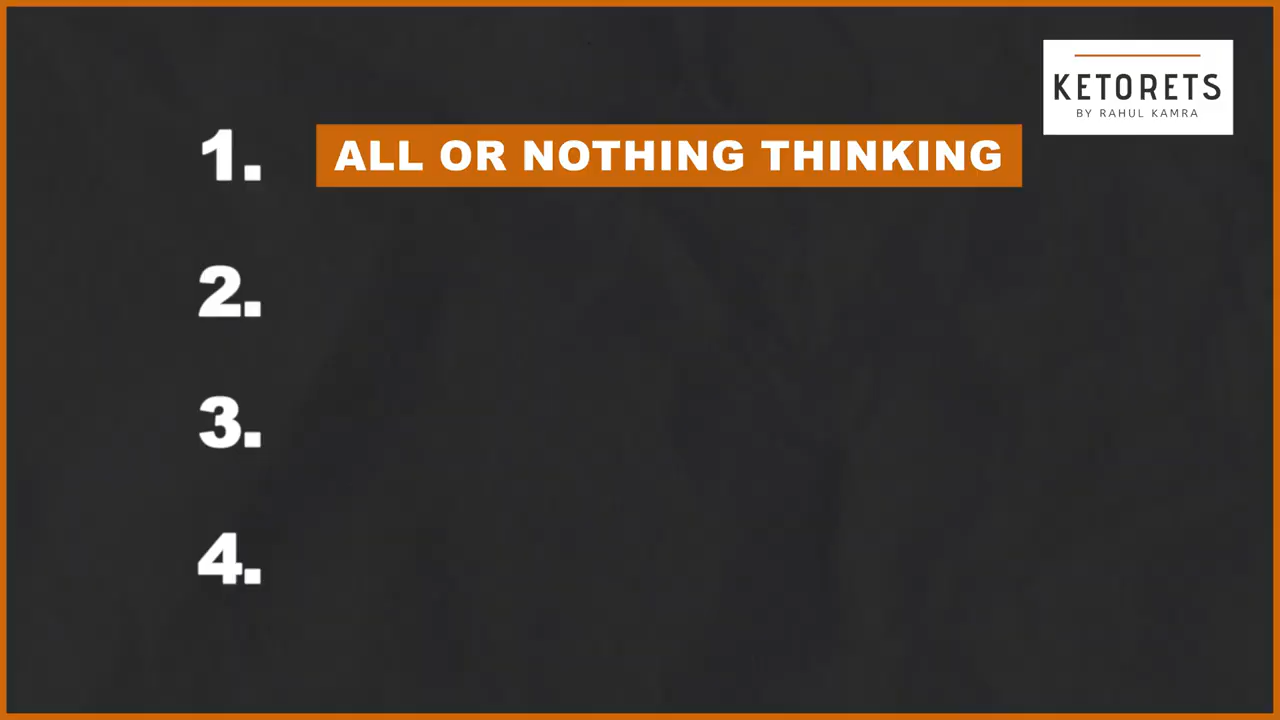 KETORETS
BY RAHUL KAMRA
1. ALL OR NOTHING THINKING
2.
3.
4.